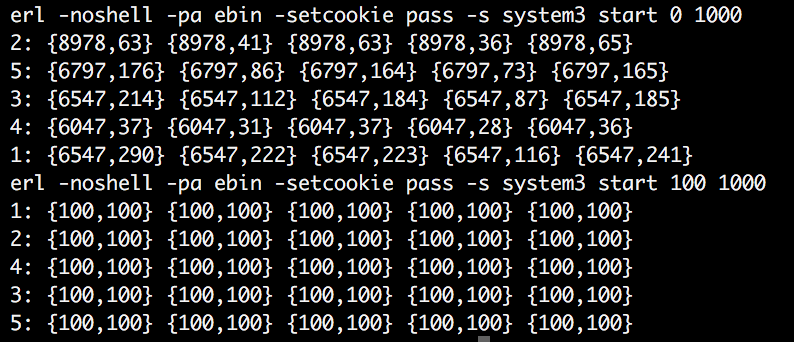 erl -noshell -pa ebin -setcookie pass -s system3 start 0 1000
2: {8978,63} {8978,41} {8978,63} {8978,36} {8978,65}
5: {6797,176} {6797,86} {6797,164} {6797,73} {6797,165}
3: {6547,214} {6547,112} {6547,184} {6547,87} {6547,185}
4: {6047,37} {6047,31} {6047,37} {6047,28} {6047,36}
1: {6547,290} {6547,222} {6547,223} {6547,116} {6547,241}
erl -noshell -pa ebin -setcookie pass -s system3 start 100 1000
1: {100,100} {100,100} {100,100} {100,100} {100,100}
2: {100,100} {100,100} {100,100} {100,100} {100,100}
4: {100,100} {100,100} {100,100} {100,100} {100,100}
3: {100,100} {100,100} {100,100} {100,100} {100,100}
5: {100,100} {100,100} {100,100} {100,100} {100,100}